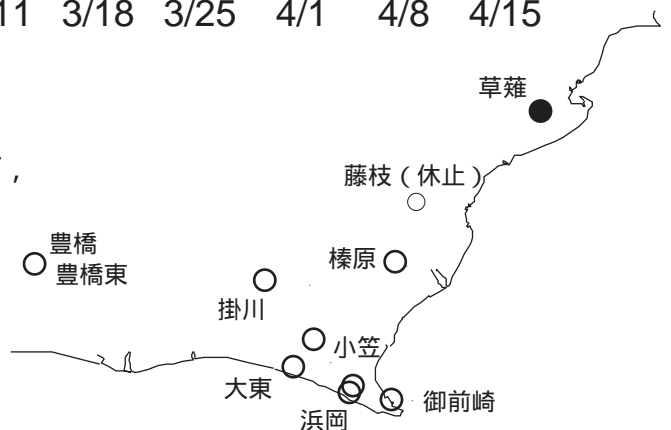 11 3/18 3/25 4/1 4/8 4/15
草薙
,
藤枝（休止）
豊橋
豊橋東
榛原
掛川
小笠
大東
浜岡
御前崎